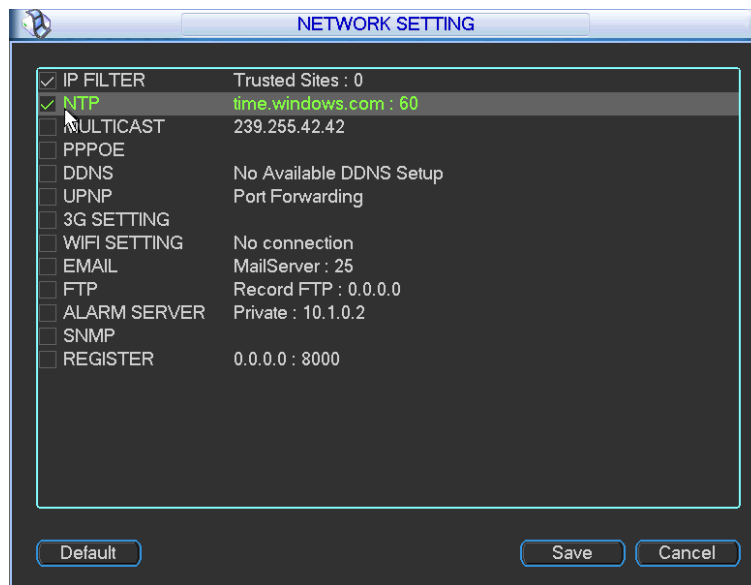 NETWORK SETTING
IP FILTER Trusted Sites : 0
NTP time.windows.com : 60
MULTICAST 239.255.42.42
PPPOE
DDNS No Available DDNS Setup
UPNP Port Forwarding
3G SETTING
WIFI SETTING No connection
EMAIL MailServer : 25
FTP Record FTP : 0.0.0.0
ALARM SERVER Private : 10.1.0.2
SNMP
REGISTER 0.0.0.0 : 8000
Default Save Cancel